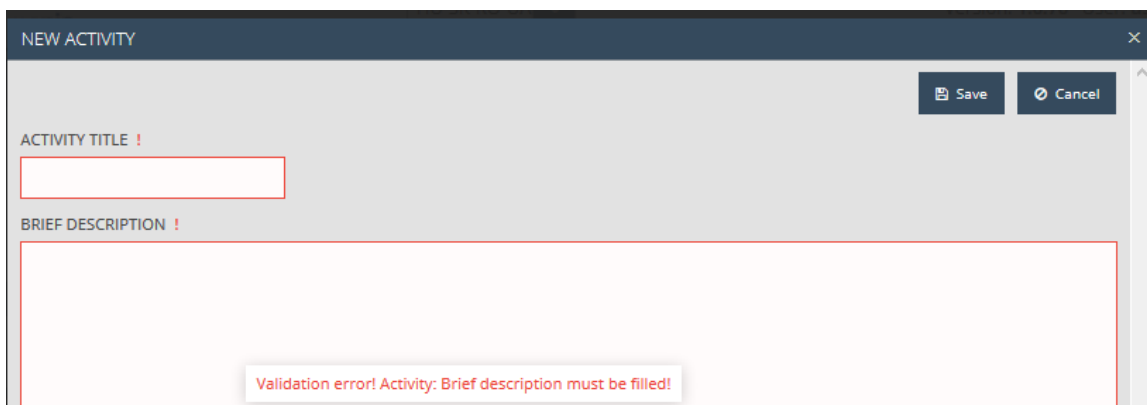 NEW ACTIVITY
Save Cancel
ACTIVITY TITLE !
BRIEF DESCRIPTION !
Validation error! Activity: Brief description must be filled!